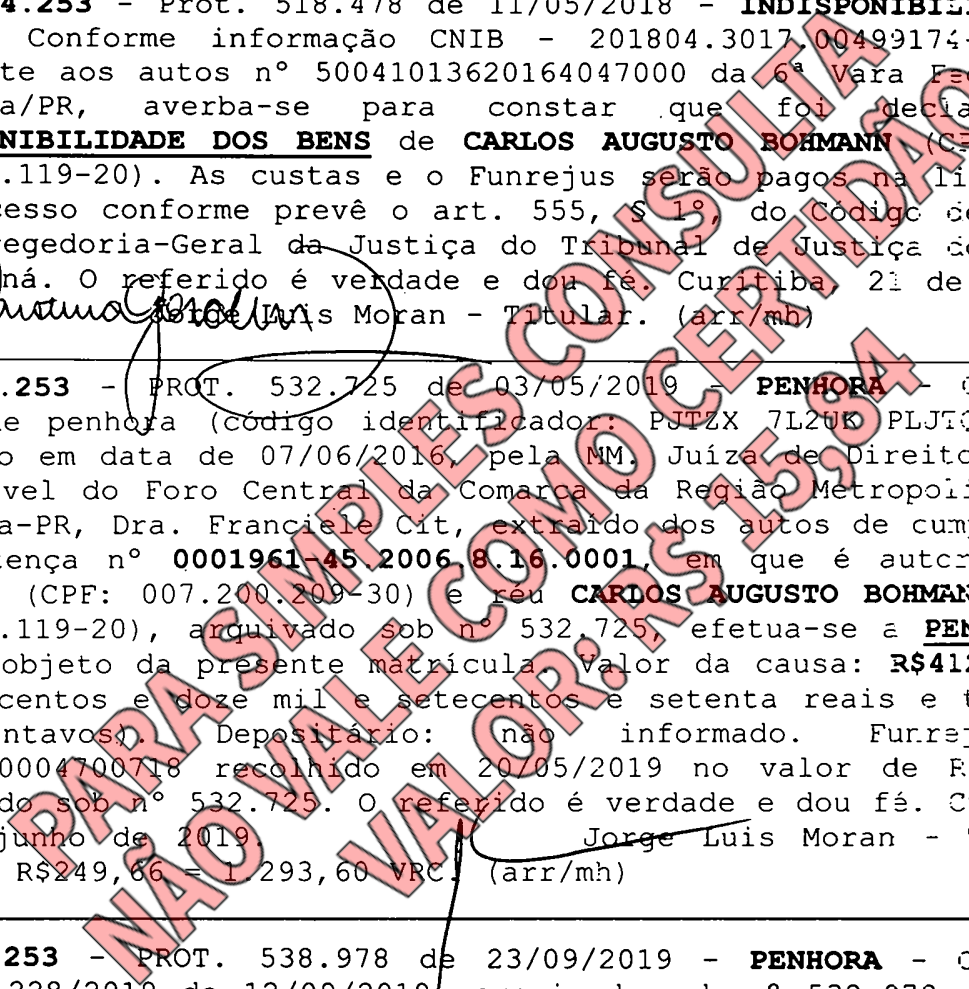 4.253 - Prot. 518.478 de 11/05/2018 - INDISPONIBILI
Conforme informação CNIB - 201804.3017.00499174-
te aos autos nº 50041013620164047000 da 6ª Vara Fed
a/PR, averba-se para constar que foi decla
NIBILIDADE DOS BENS de CARLOS AUGUSTO BOHMANN (CP
.119-20). As custas e o Funrejus serão pagos na li
cesso conforme prevê o art. 555, § 1º, do Código de
regedoria-Geral da Justiça do Tribunal de Justiça do
ná. O referido é verdade e dou fé. Curitiba, 21 de
Jorge Luis Moran - Titular. (arr/mh)
.253 - PROT. 532.725 de 03/05/2019 - PENHORA - C
e penhora (código identificador: PJTZX 7L2UK PLJTQ
o em data de 07/06/2016, pela MM. Juíza de Direito
ível do Foro Central da Comarca da Região Metropoli
a-PR, Dra. Franciele Cit, extraído dos autos de cum
tença nº 0001961-45.2006.8.16.0001, em que é autor
(CPF: 007.200.209-30) e réu CARLOS AUGUSTO BOHMAN
.119-20), arquivado sob nº 532.725, efetua-se a PEN
objeto da presente matrícula. Valor da causa: R$412
centos e doze mil e setecentos e setenta reais e t
ntavos). Depositário: não informado. Funrej
0004700718 recolhido em 20/05/2019 no valor de R
do sob nº 532.725. O referido é verdade e dou fé. C
junho de 2019. Jorge Luis Moran -
R$249,66 = 1.293,60 VRC. (arr/mh)
.253 - PROT. 538.978 de 23/09/2019 - PENHORA - C
PARA SIMPLES CONSULTA
NÃO VALE COMO CERTIDÃO
VALOR: R$ 15,84